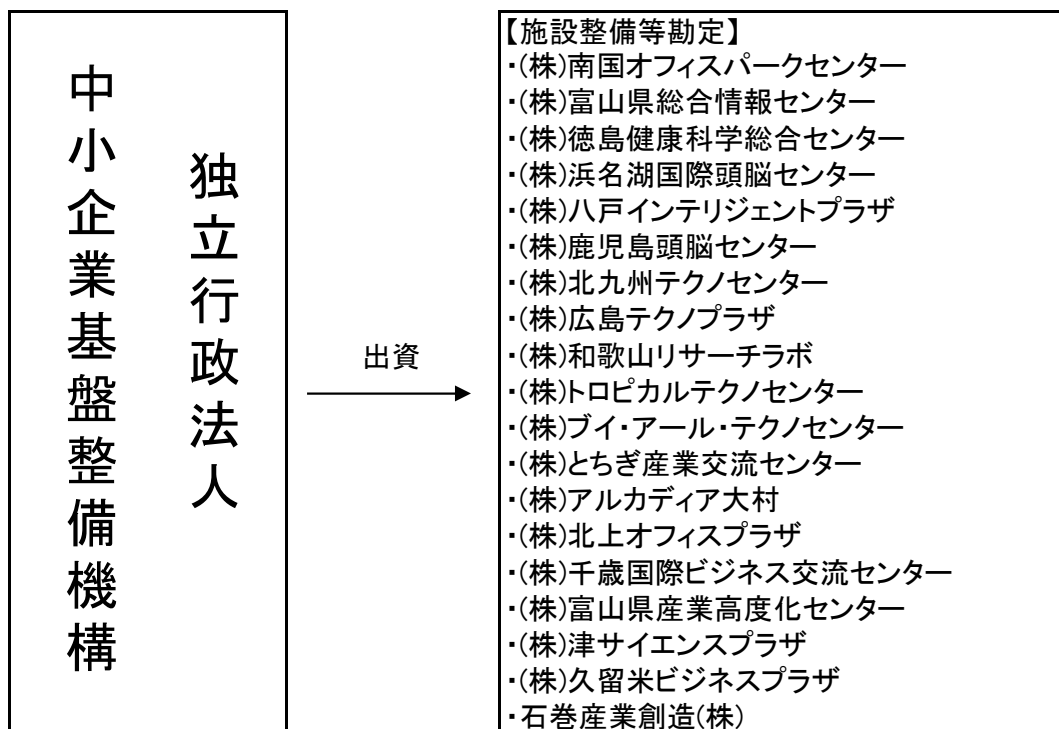 独立行政法人
中小企業基盤整備機構
出資
【施設整備等勘定】
・(株)南国オフィスパークセンター
・(株)富山県総合情報センター
・(株)徳島健康科学総合センター
・(株)浜名湖国際頭脳センター
・(株)八戸インテリジェントプラザ
・(株)鹿児島頭脳センター
・(株)北九州テクノセンター
・(株)広島テクノプラザ
・(株)和歌山リサーチラボ
・(株)トロピカルテクノセンター
・(株)ブイ・アール・テクノセンター
・(株)とちぎ産業交流センター
・(株)アルカディア大村
・(株)北上オフィスプラザ
・(株)千歳国際ビジネス交流センター
・(株)富山県産業高度化センター
・(株)津サイエンスプラザ
・(株)久留米ビジネスプラザ
・石巻産業創造(株)